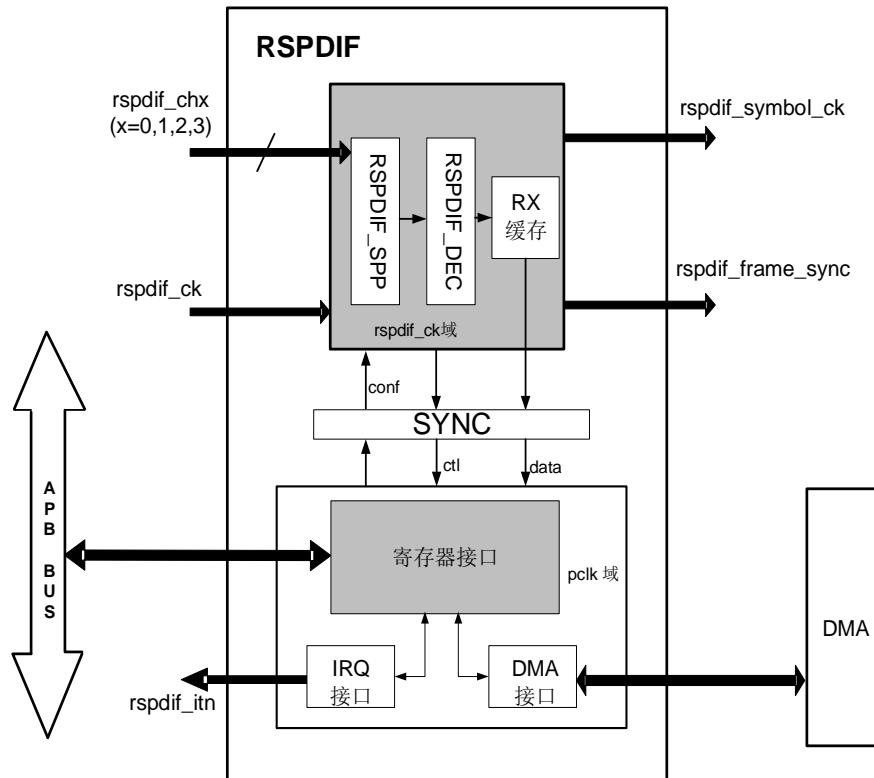 RSPDIF
rspdif_chx
(x=0,1,2,3)
rspdif_symbol_ck
RSPDIF_SPP
RSPDIF_DEC
RX
缓存
rspdif_ck
rspdif_frame_sync
rspdif_ck域
conf
SYNC
ctl
data
APB BUS
寄存器接口
pclk 域
DMA
IRQ
接口
DMA
接口
rspdif_itn